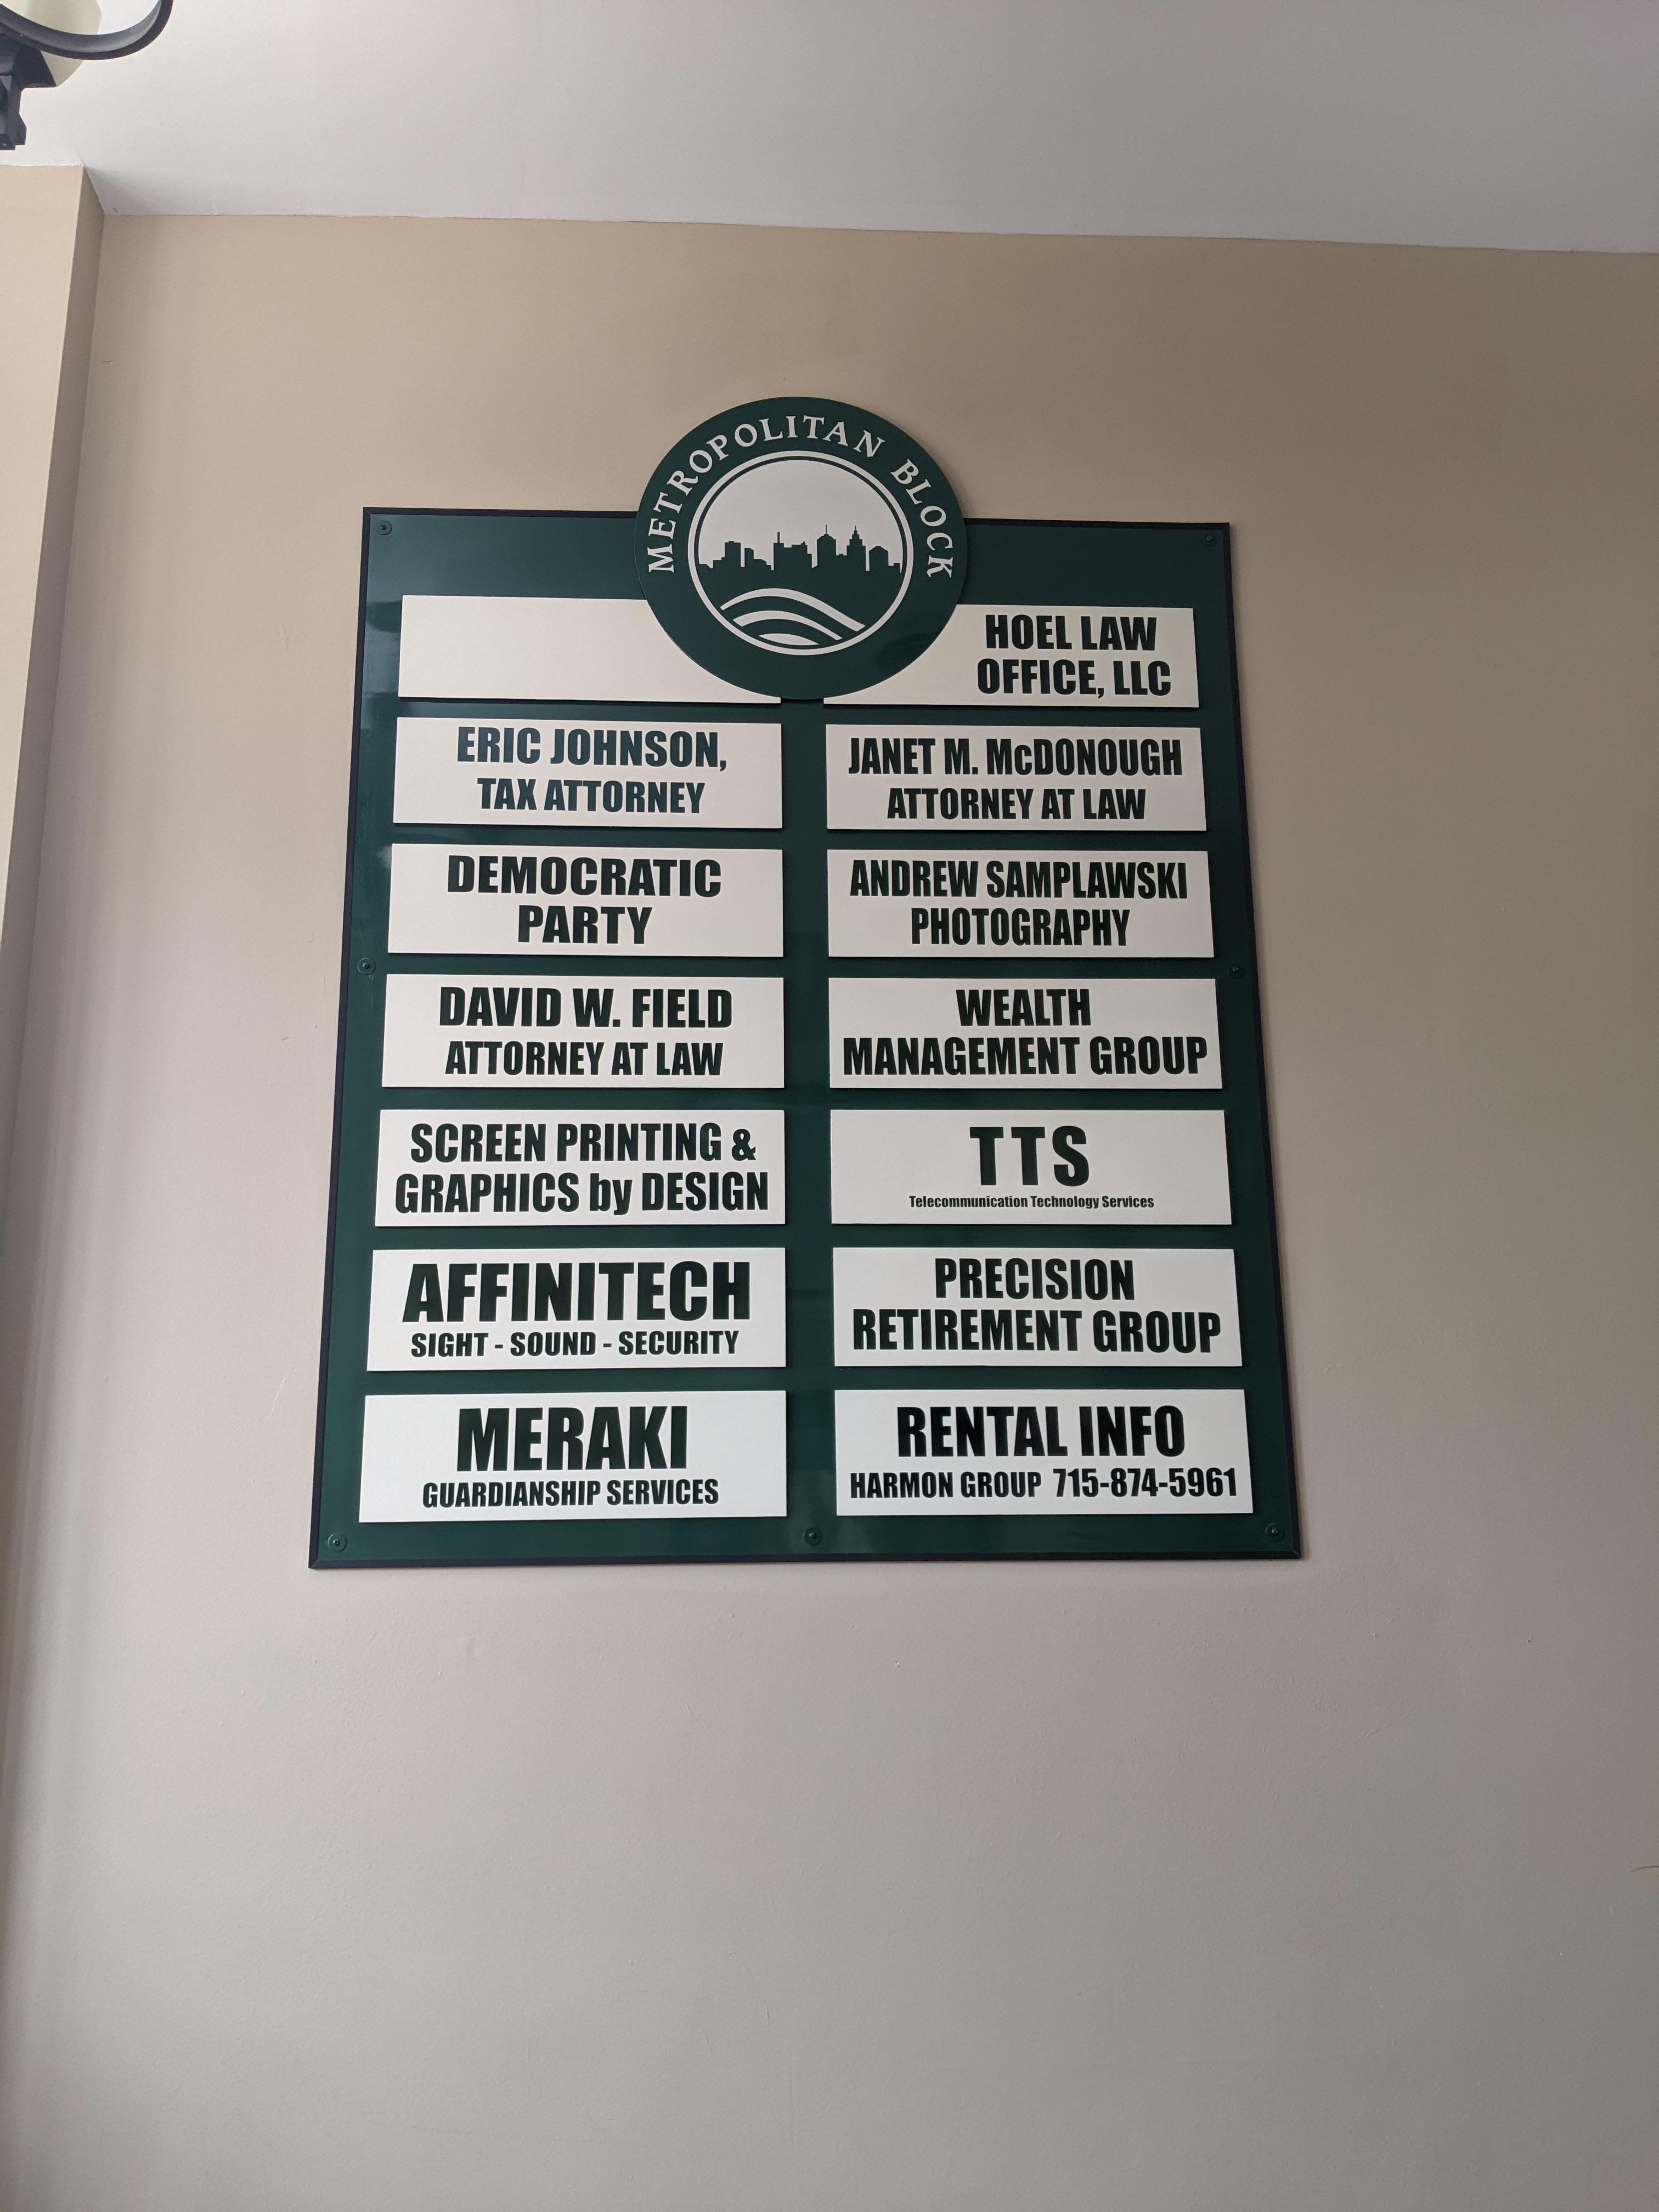 METROPOLITAN BLOCK
HOEL LAW
OFFICE, LLC
ERIC JOHNSON,
TAX ATTORNEY
JANET M. McDONOUGH
ATTORNEY AT LAW
DEMOCRATIC
PARTY
ANDREW SAMPLAWSKI
PHOTOGRAPHY
DAVID W. FIELD
ATTORNEY AT LAW
WEALTH
MANAGEMENT GROUP
SCREEN PRINTING &
GRAPHICS by DESIGN
TTS
Telecommunication Technology Services
AFFINITECH
SIGHT - SOUND - SECURITY
PRECISION
RETIREMENT GROUP
MERAKI
GUARDIANSHIP SERVICES
RENTAL INFO
HARMON GROUP 715-874-5961